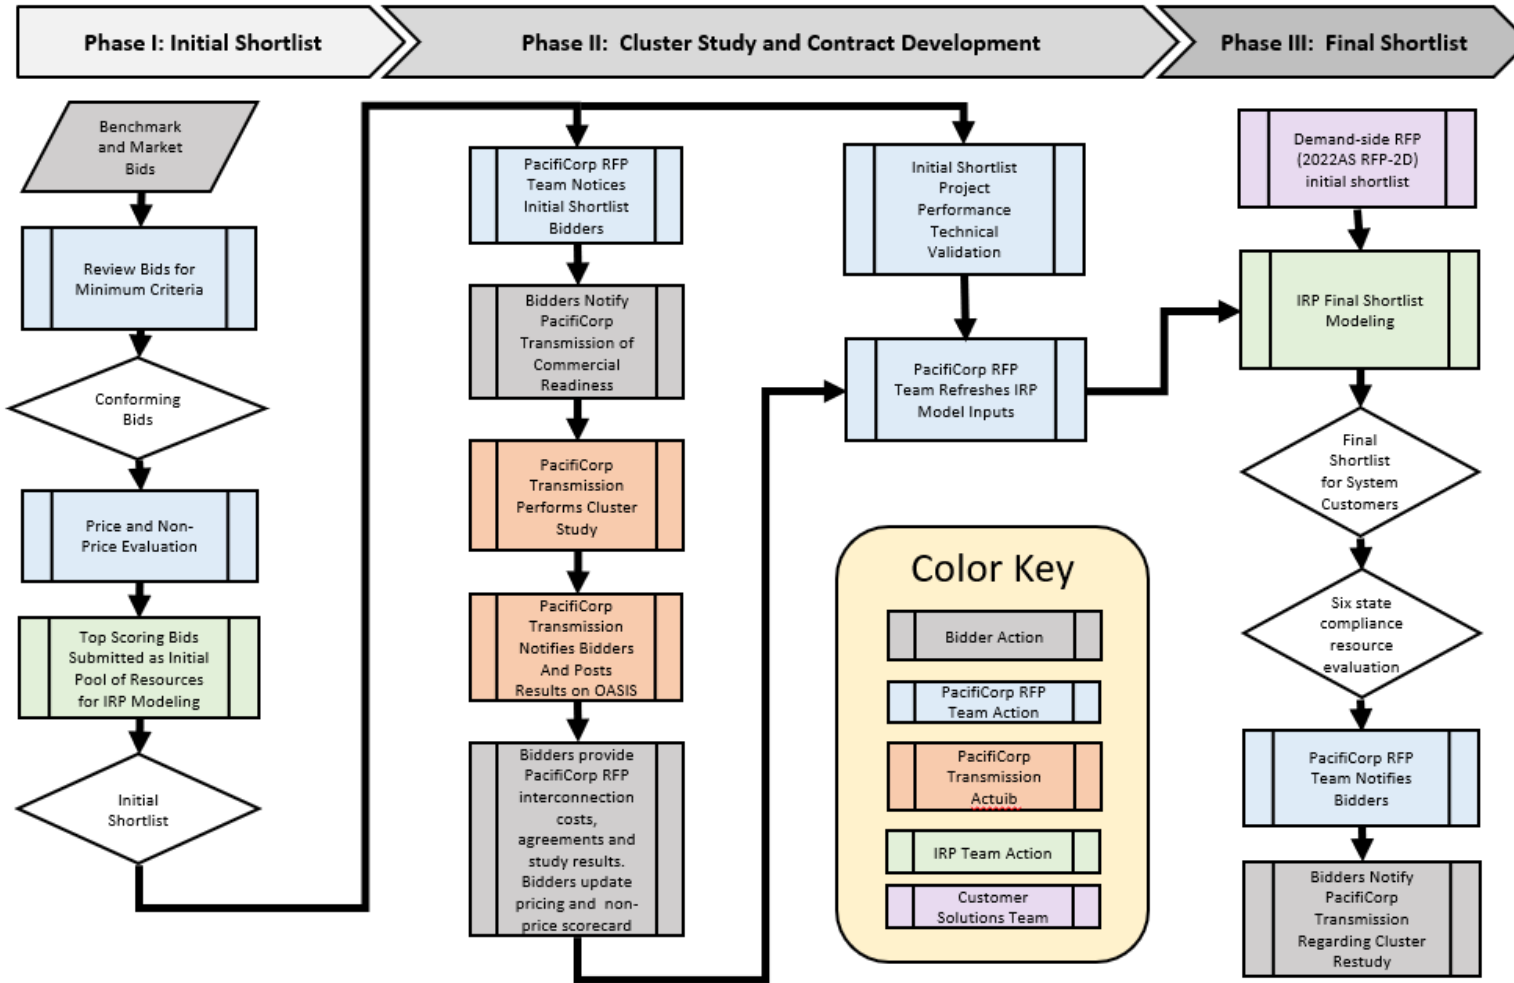 Phase I: Initial Shortlist
Phase II:  Cluster Study and Contract Development
Phase III:  Final Shortlist
Benchmark
and Market
Bids
Review Bids for
Minimum Criteria
Conforming
Bids
Price and Non-
Price Evaluation
Top Scoring Bids
Submitted as Initial
Pool of Resources
for IRP Modeling
Initial
Shortlist
PacifiCorp RFP
Team Notices
Initial Shortlist
Bidders
Bidders Notify
PacifiCorp
Transmission of
Commercial
Readiness
PacifiCorp
Transmission
Performs Cluster
Study
PacifiCorp
Transmission
Notifies Bidders
And Posts
Results on OASIS
Bidders provide
PacifiCorp RFP
interconnection
costs,
agreements and
study results.
Bidders update
pricing and  non-
price scorecard
Initial Shortlist
Project
Performance
Technical
Validation
PacifiCorp RFP
Team Refreshes IRP
Model Inputs
Color Key
Bidder Action
PacifiCorp RFP
Team Action
PacifiCorp
Transmission
Actuib
IRP Team Action
Customer
Solutions Team
Demand-side RFP
(2022AS RFP-2D)
initial shortlist
IRP Final Shortlist
Modeling
Final
Shortlist
for System
Customers
Six state
compliance
resource
evaluation
PacifiCorp RFP
Team Notifies
Bidders
Bidders Notify
PacifiCorp
Transmission
Regarding Cluster
Restudy